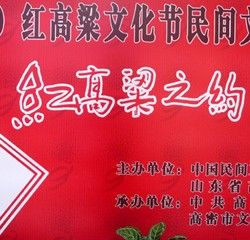 红高粱文化节民间文
红高粱之约
主办单位：中国民间
山东省
承办单位：中共高
高密市文